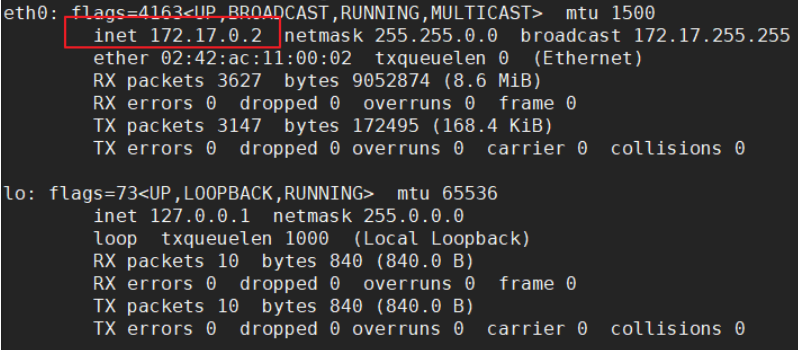 eth0: flags=4163<UP,BROADCAST,RUNNING,MULTICAST>  mtu 1500
        inet 172.17.0.2  netmask 255.255.0.0  broadcast 172.17.255.255
        ether 02:42:ac:11:00:02  txqueuelen 0  (Ethernet)
        RX packets 3627  bytes 9052874 (8.6 MiB)
        RX errors 0  dropped 0  overruns 0  frame 0
        TX packets 3147  bytes 172495 (168.4 KiB)
        TX errors 0  dropped 0 overruns 0  carrier 0  collisions 0

lo: flags=73<UP,LOOPBACK,RUNNING>  mtu 65536
        inet 127.0.0.1  netmask 255.0.0.0
        loop  txqueuelen 1000  (Local Loopback)
        RX packets 10  bytes 840 (840.0 B)
        RX errors 0  dropped 0  overruns 0  frame 0
        TX packets 10  bytes 840 (840.0 B)
        TX errors 0  dropped 0 overruns 0  carrier 0  collisions 0